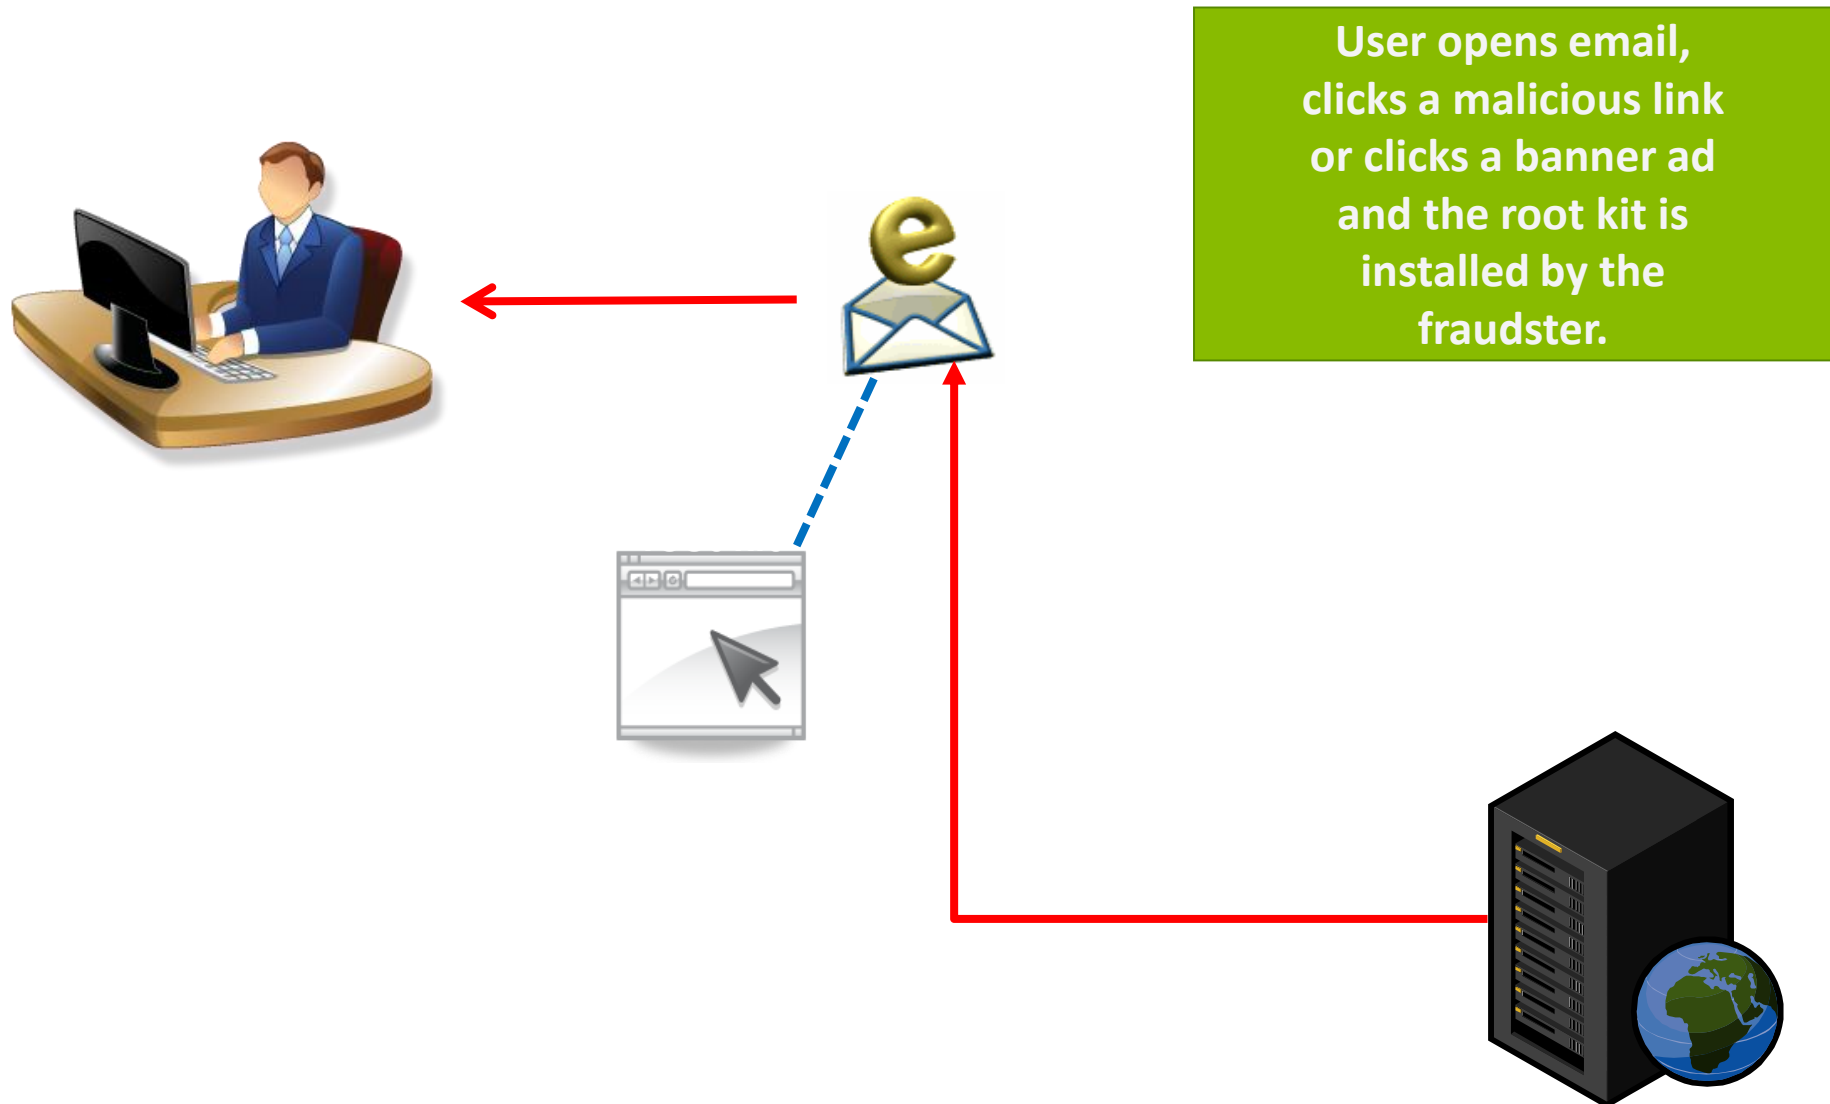 User opens email,
clicks a malicious link
or clicks a banner ad
and the root kit is
installed by the
fraudster.
e